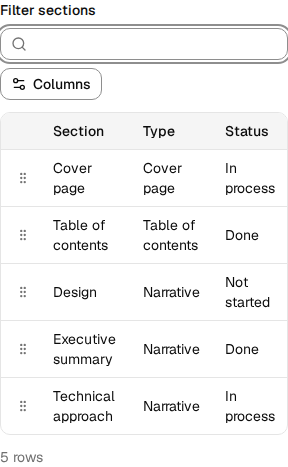 Filter sections
Columns
Section Type Status
Cover page Cover page In process
Table of contents Table of contents Done
Design Narrative Not started
Executive summary Narrative Done
Technical approach Narrative In process
5 rows